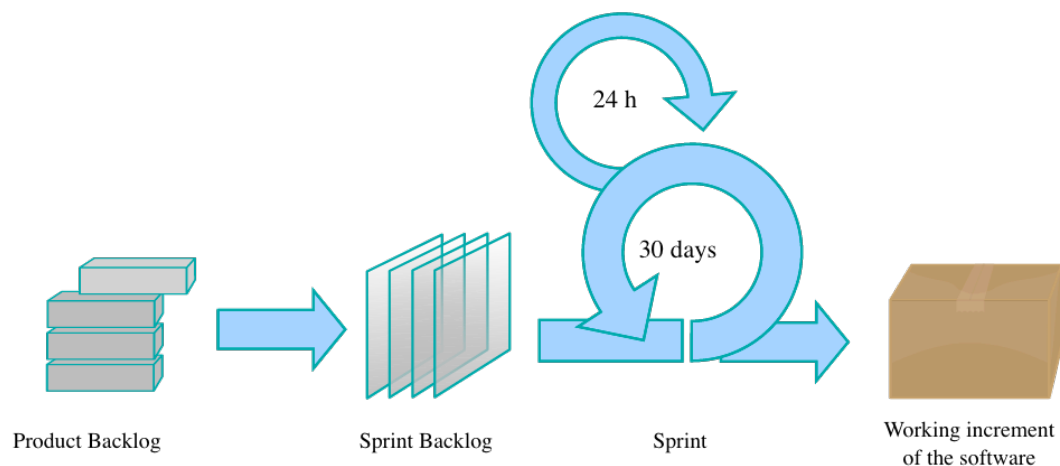 24 h
30 days
Product Backlog
Sprint Backlog
Sprint
Working increment
of the software